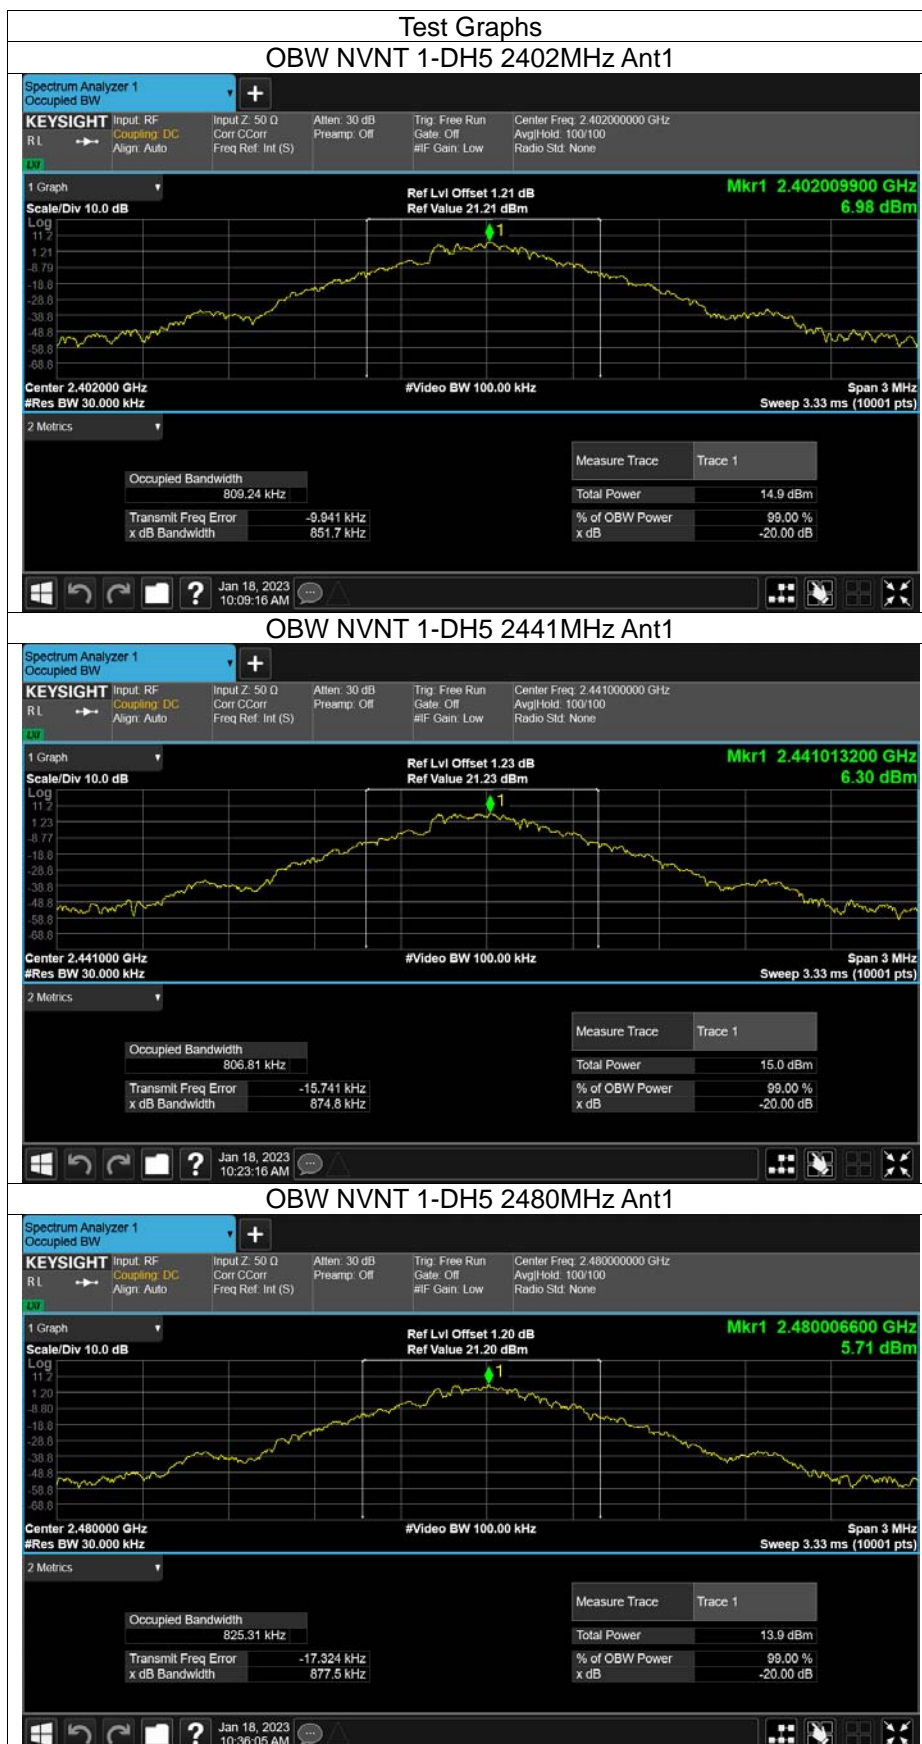 Test Graphs
OBW NVNT 1-DH5 2402MHz Ant1
Spectrum Analyzer 1
Occupied BW
+
KEYSIGHT Input: RF Input Z: 50 Ω Atten: 30 dB Trig: Free Run Center Freq: 2.402000000 GHz
RL Coupling: DC Corr CCorr Preamp: Off Gate: Off Avg|Hold: 100/100
Align: Auto Freq Ref: Int (S) #IF Gain: Low Radio Std: None
LXI
1 Graph Ref Lvl Offset 1.21 dB Mkr1 2.402009900 GHz
Scale/Div 10.0 dB Ref Value 21.21 dBm 6.98 dBm
Log
11.2
1
1.21
-8.79
-18.8
-28.8
-38.8
-48.8
-58.8
-68.8
Center 2.402000 GHz #Video BW 100.00 kHz Span 3 MHz
#Res BW 30.000 kHz Sweep 3.33 ms (10001 pts)
2 Metrics
Measure Trace Trace 1
Occupied Bandwidth
809.24 kHz Total Power 14.9 dBm
Transmit Freq Error -9.941 kHz % of OBW Power 99.00 %
x dB Bandwidth 851.7 kHz x dB -20.00 dB
? Jan 18, 2023
10:09:16 AM
OBW NVNT 1-DH5 2441MHz Ant1
Spectrum Analyzer 1
Occupied BW
+
KEYSIGHT Input: RF Input Z: 50 Ω Atten: 30 dB Trig: Free Run Center Freq: 2.441000000 GHz
RL Coupling: DC Corr CCorr Preamp: Off Gate: Off Avg|Hold: 100/100
Align: Auto Freq Ref: Int (S) #IF Gain: Low Radio Std: None
LXI
1 Graph Ref Lvl Offset 1.23 dB Mkr1 2.441013200 GHz
Scale/Div 10.0 dB Ref Value 21.23 dBm 6.30 dBm
Log
11.2
1
1.23
-8.77
-18.8
-28.8
-38.8
-48.8
-58.8
-68.8
Center 2.441000 GHz #Video BW 100.00 kHz Span 3 MHz
#Res BW 30.000 kHz Sweep 3.33 ms (10001 pts)
2 Metrics
Measure Trace Trace 1
Occupied Bandwidth
806.81 kHz Total Power 15.0 dBm
Transmit Freq Error -15.741 kHz % of OBW Power 99.00 %
x dB Bandwidth 874.8 kHz x dB -20.00 dB
? Jan 18, 2023
10:23:16 AM
OBW NVNT 1-DH5 2480MHz Ant1
Spectrum Analyzer 1
Occupied BW
+
KEYSIGHT Input: RF Input Z: 50 Ω Atten: 30 dB Trig: Free Run Center Freq: 2.480000000 GHz
RL Coupling: DC Corr CCorr Preamp: Off Gate: Off Avg|Hold: 100/100
Align: Auto Freq Ref: Int (S) #IF Gain: Low Radio Std: None
LXI
1 Graph Ref Lvl Offset 1.20 dB Mkr1 2.480006600 GHz
Scale/Div 10.0 dB Ref Value 21.20 dBm 5.71 dBm
Log
11.2
1
1.20
-8.80
-18.8
-28.8
-38.8
-48.8
-58.8
-68.8
Center 2.480000 GHz #Video BW 100.00 kHz Span 3 MHz
#Res BW 30.000 kHz Sweep 3.33 ms (10001 pts)
2 Metrics
Measure Trace Trace 1
Occupied Bandwidth
825.31 kHz Total Power 13.9 dBm
Transmit Freq Error -17.324 kHz % of OBW Power 99.00 %
x dB Bandwidth 877.5 kHz x dB -20.00 dB
? Jan 18, 2023
10:36:05 AM